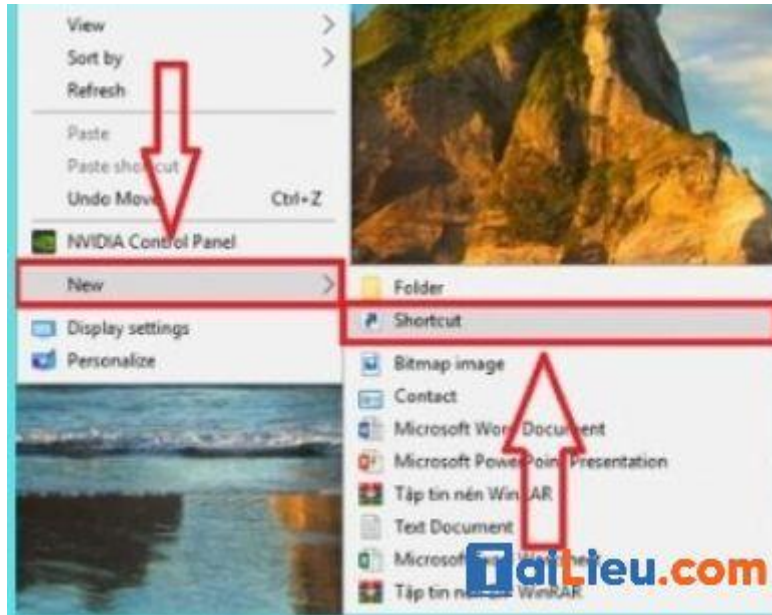 View
Sort by
Refresh
Paste
Paste shortcut
Undo Move Ctrl+Z
NVIDIA Control Panel
New
Display settings
Personalize
Folder
Shortcut
Bitmap image
Contact
Microsoft Word Document
Microsoft PowerPoint Presentation
Tập tin nén WinRAR
Text Document
Microsoft
Tập tin nén ZIP WinRAR
TaiLieu.com